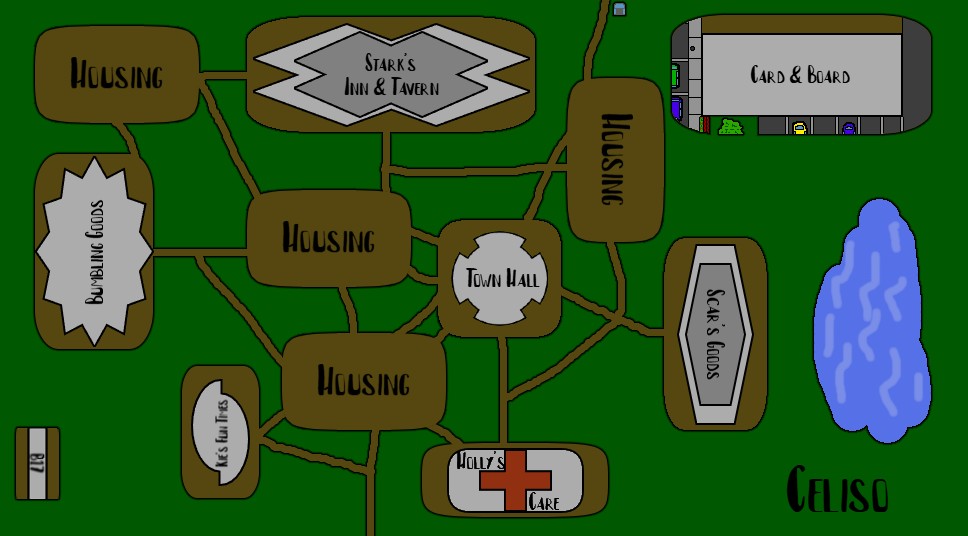 Housing
Stark's
Inn & Tavern
Housing
Card & Board
Bumbling Goods
Housing
Town Hall
Scar's Goods
Housing
Kie's Fun Times
Holly's
Care
Celiso